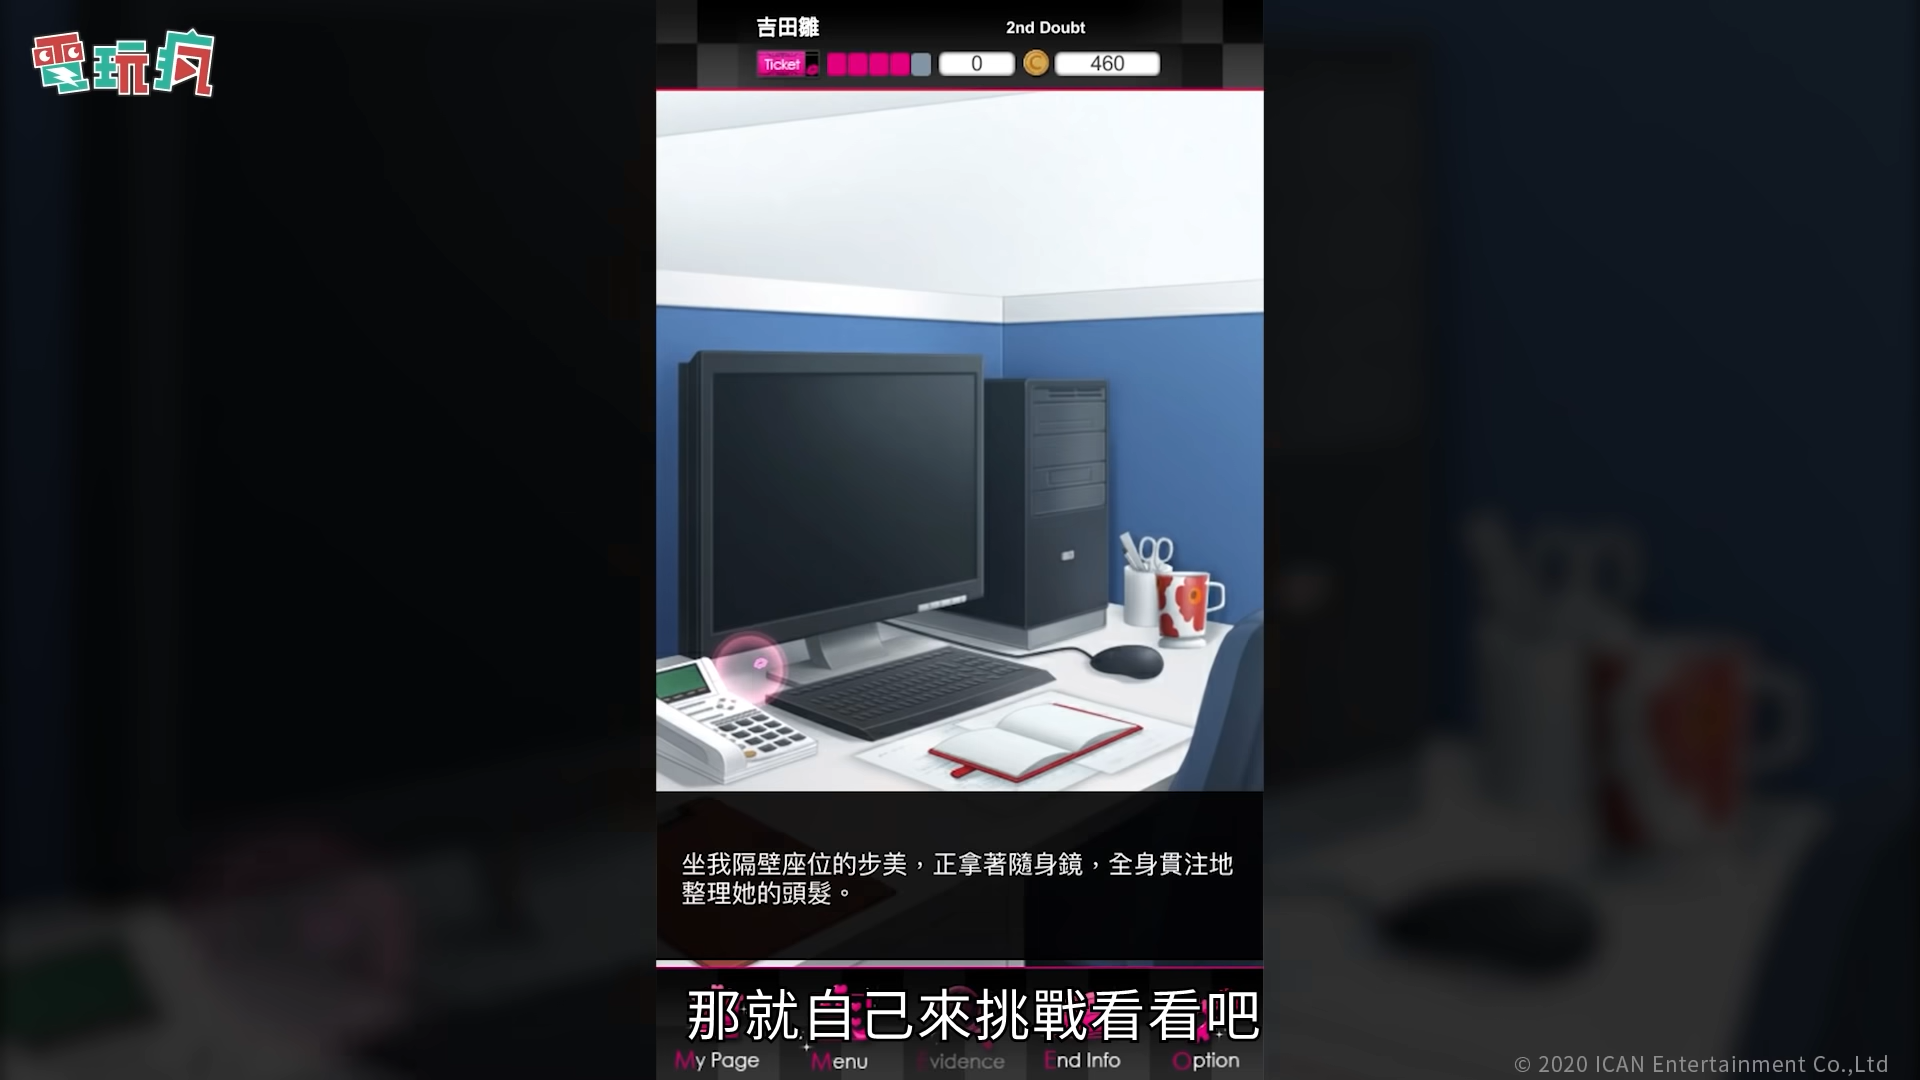 電玩瘋
吉田雛
2nd Doubt
Ticket
0
C
460
坐我隔壁座位的步美，正拿著隨身鏡，全身貫注地
整理她的頭髮。
那就自己來挑戰看看吧
My Page
Menu
Evidence
End Info
Option
© 2020 ICAN Entertainment Co.,Ltd